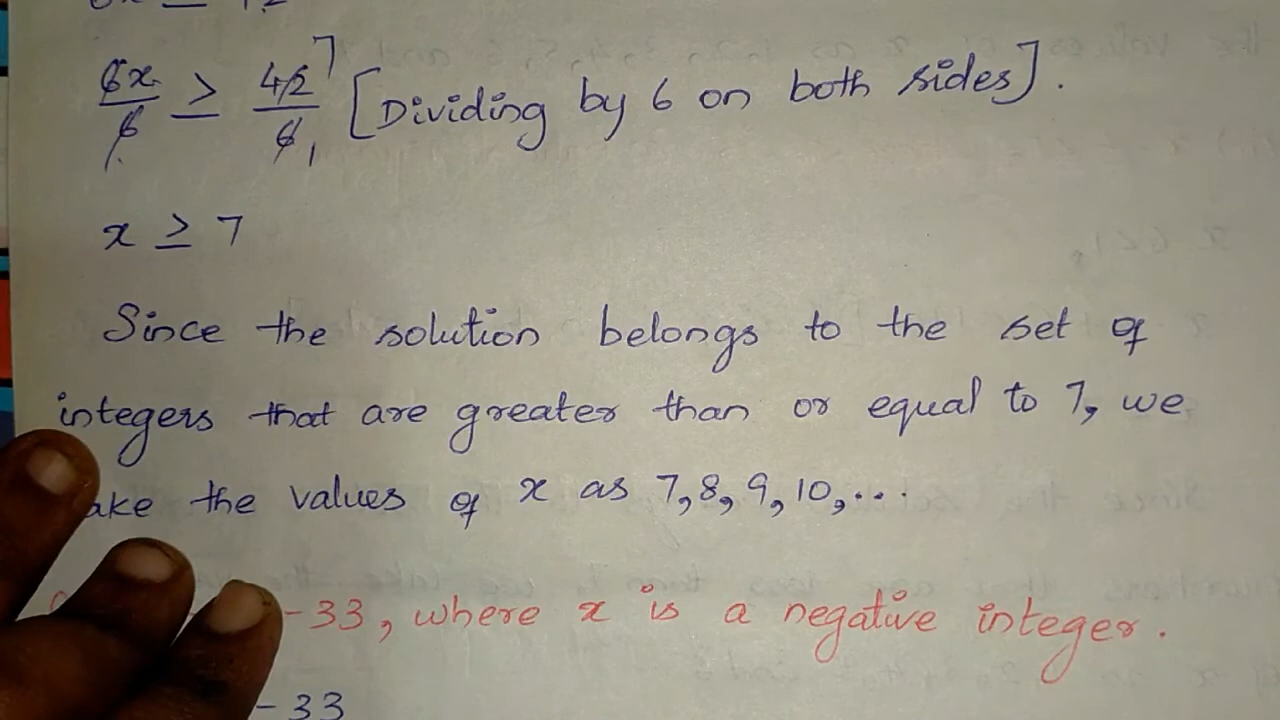 6x/6 ≥ 42/6 7 1 [Dividing by 6 on both sides].
x ≥ 7
Since the solution belongs to the set of
integers that are greater than or equal to 7, we
ake the values of x as 7, 8, 9, 10, ...
-33, where x is a negative integer.
-33